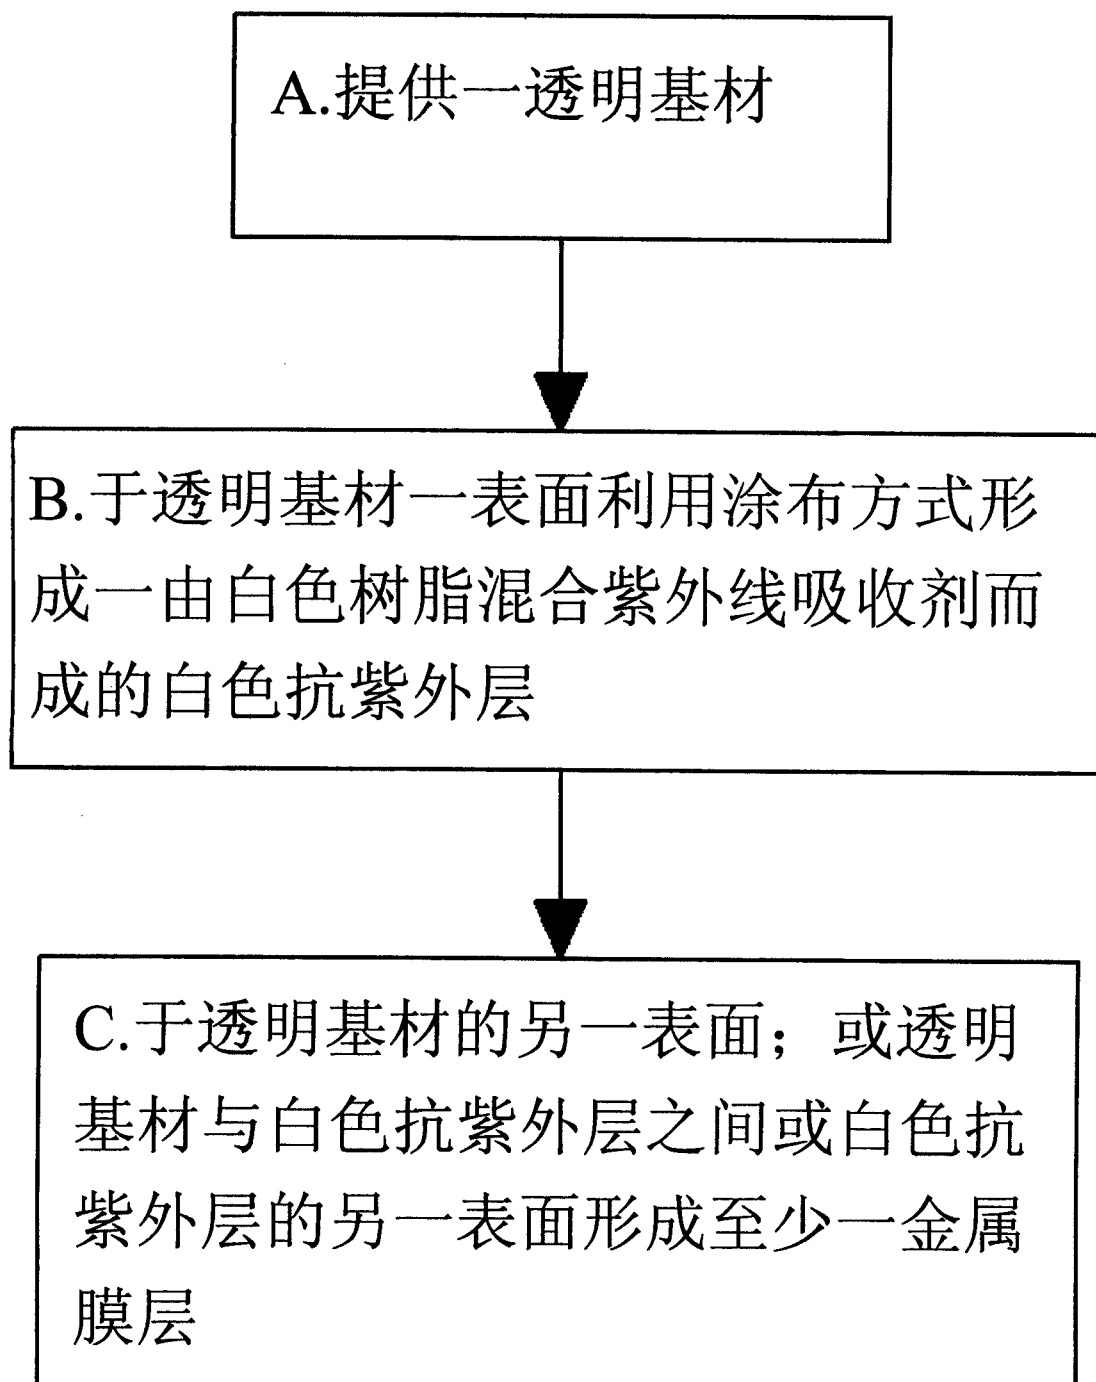 A.提供一透明基材
B.于透明基材一表面利用涂布方式形
成一由白色树脂混合紫外线吸收剂而
成的白色抗紫外层
C.于透明基材的另一表面；或透明
基材与白色抗紫外层之间或白色抗
紫外层的另一表面形成至少一金属
膜层